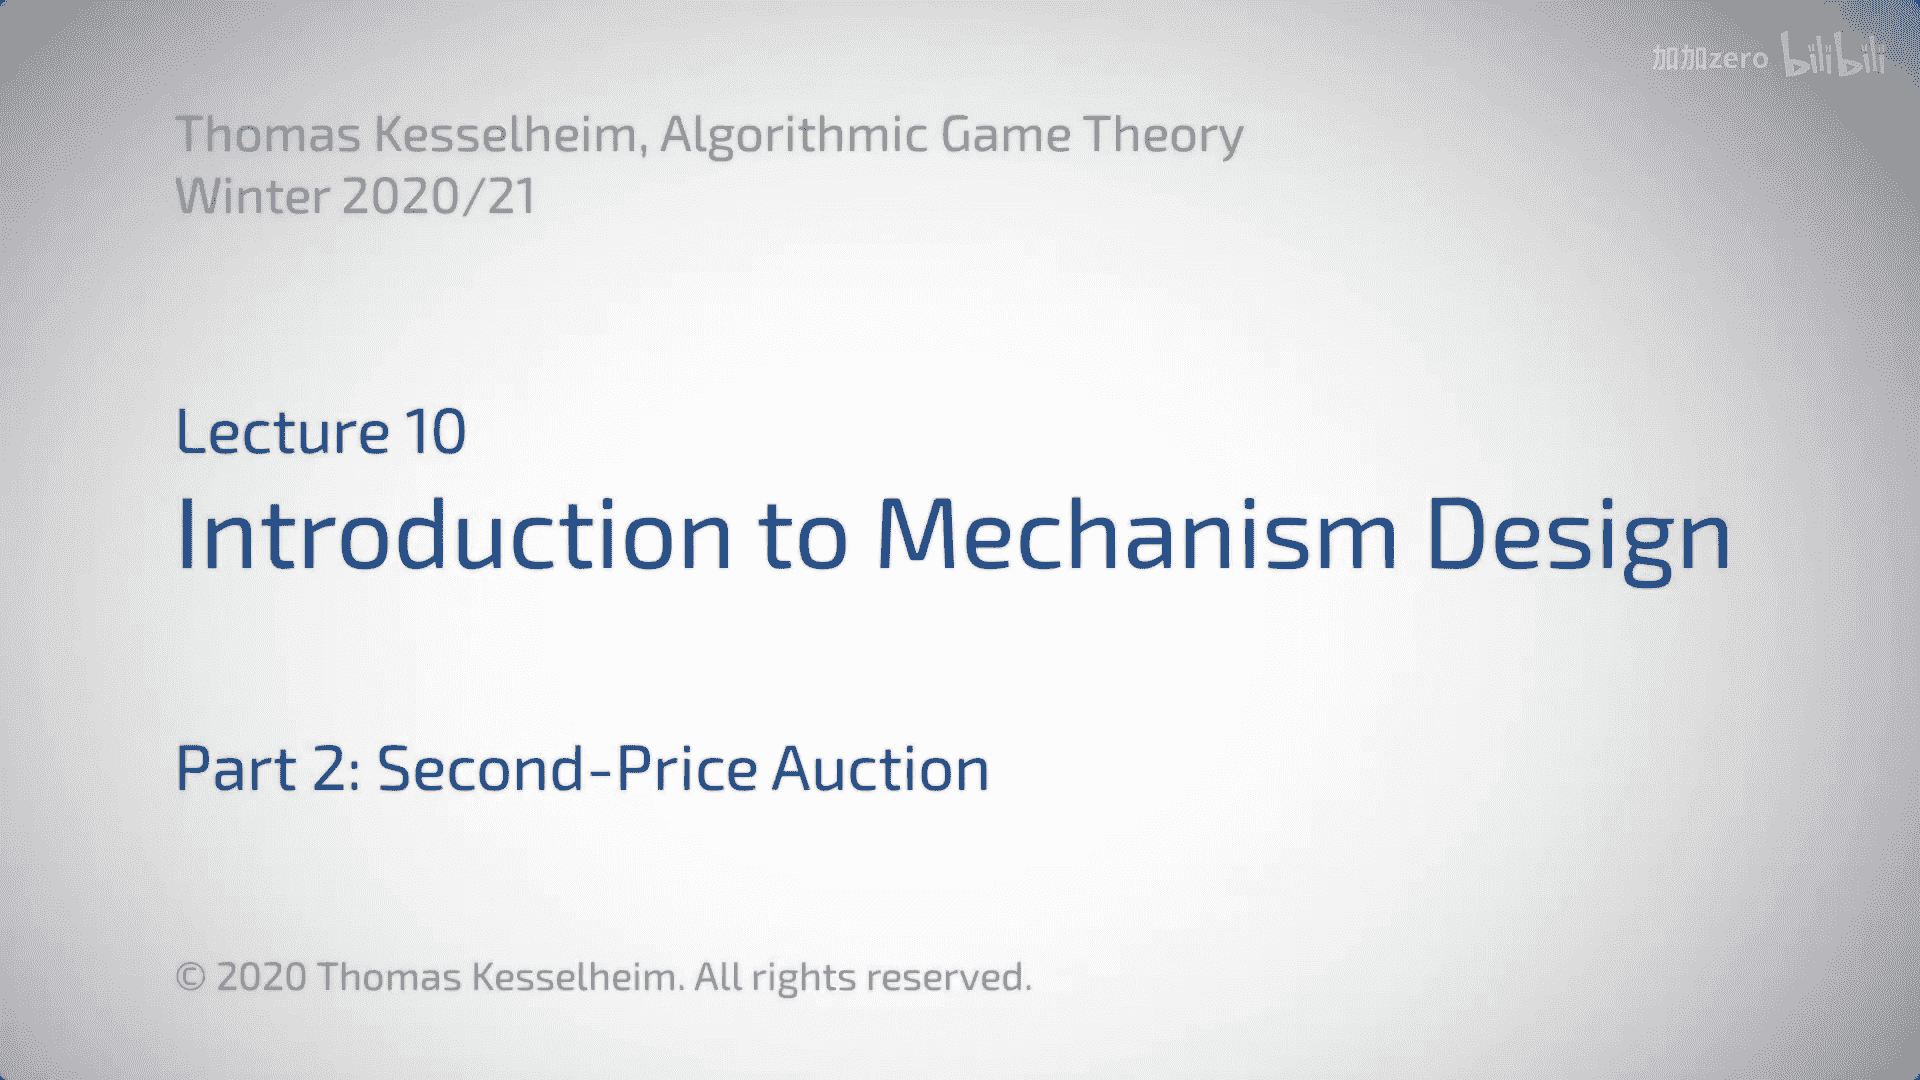 加加zero bilibili
Thomas Kesselheim, Algorithmic Game Theory
Winter 2020/21
Lecture 10
Introduction to Mechanism Design
Part 2: Second-Price Auction
© 2020 Thomas Kesselheim. All rights reserved.